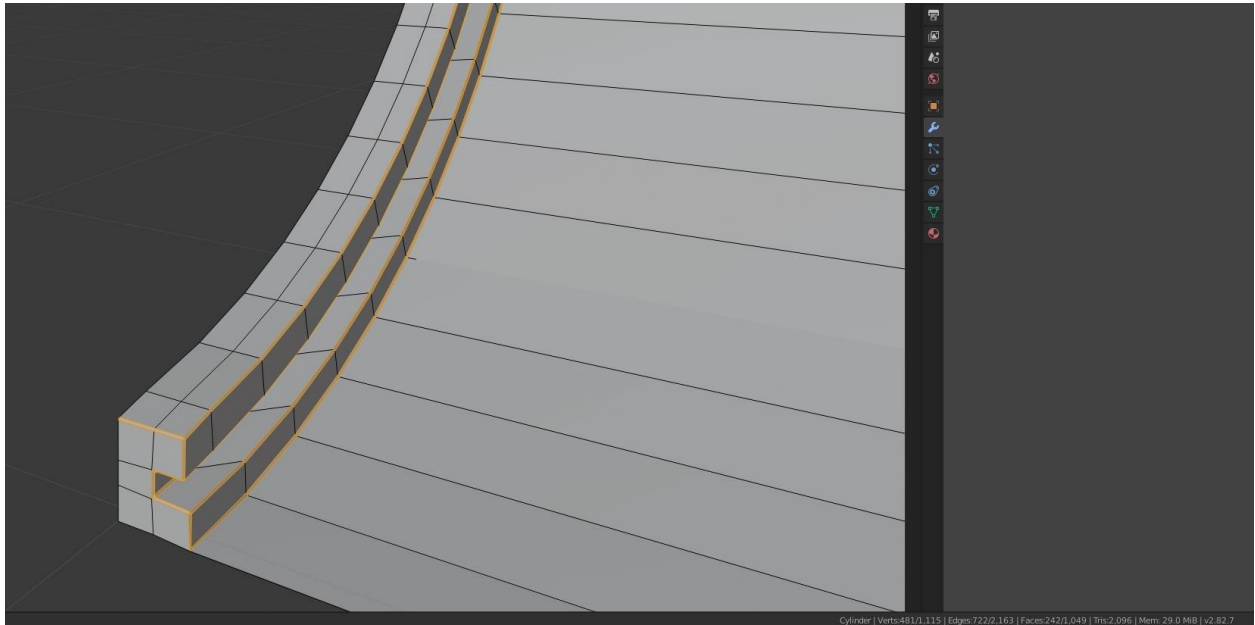 Cylinder | Verts:481/1,115 | Edges:722/2,163 | Faces:242/1,049 | Tris:2,096 | Mem: 29.0 MiB | v2.82.7